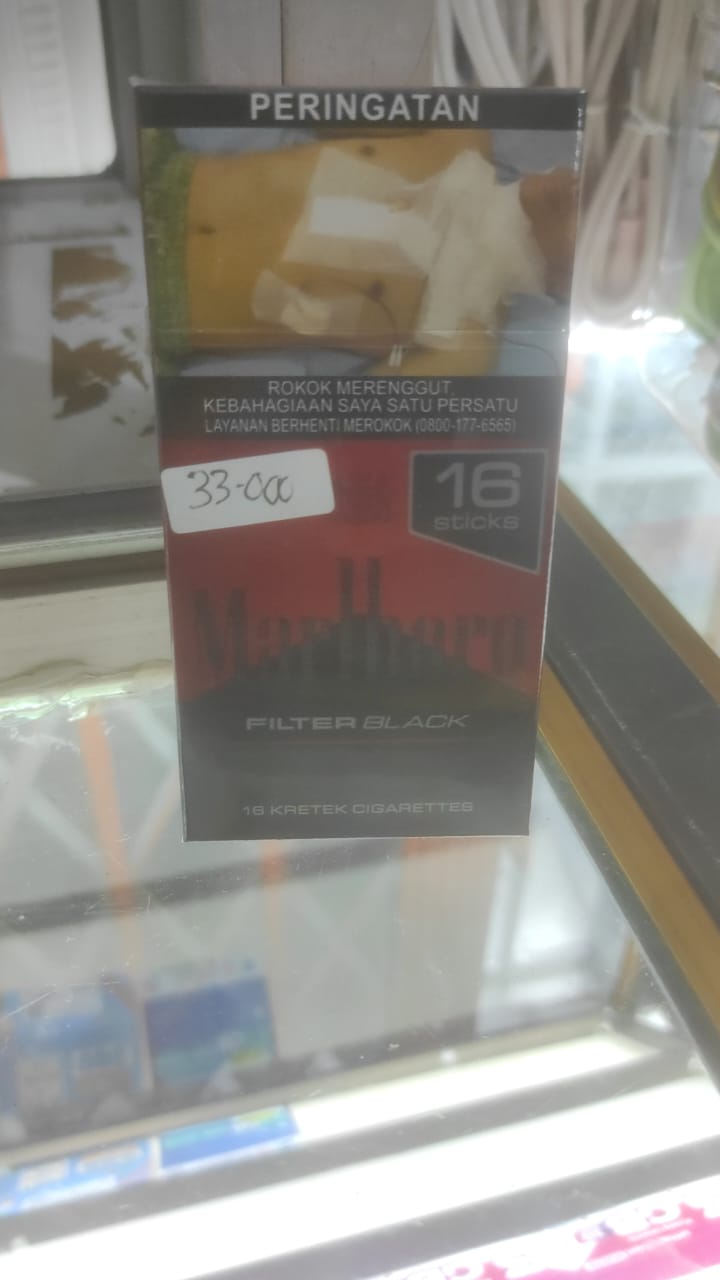 PERINGATAN
ROKOK MERENGGUT,
KEBAHAGIAAN SAYA SATU PERSATU
LAYANAN BERHENTI MEROKOK (0800-177-6565)
33-000
16
sticks
Marlboro
FILTER BLACK
16 KRETEK CIGARETTES